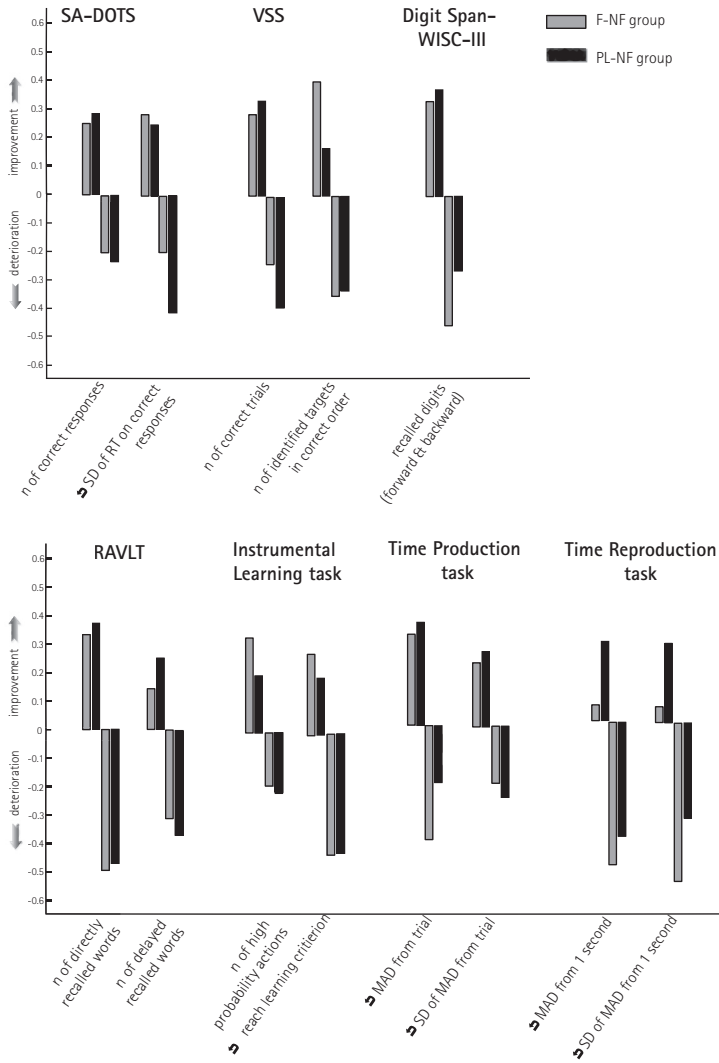 SA-DOTS
VSS
Digit Span-
WISC-III
F-NF group
PL-NF group
improvement
deterioration
0.6
0.5
0.4
0.3
0.2
0.1
0
-0.1
-0.2
-0.3
-0.4
-0.5
-0.6
n of correct responses
⮌ SD of RT on correct
responses
n of correct trials
n of identified targets
in correct order
recalled digits
(forward & backward)
RAVLT
Instrumental
Learning task
Time Production
task
Time Reproduction
task
improvement
deterioration
0.6
0.5
0.4
0.3
0.2
0.1
0
-0.1
-0.2
-0.3
-0.4
-0.5
-0.6
n of directly
recalled words
n of delayed
recalled words
n of high
probability actions
⮌ reach learning critierion
⮌ MAD from trial
⮌ SD of MAD from trial
⮌ MAD from 1 second
⮌ SD of MAD from 1 second